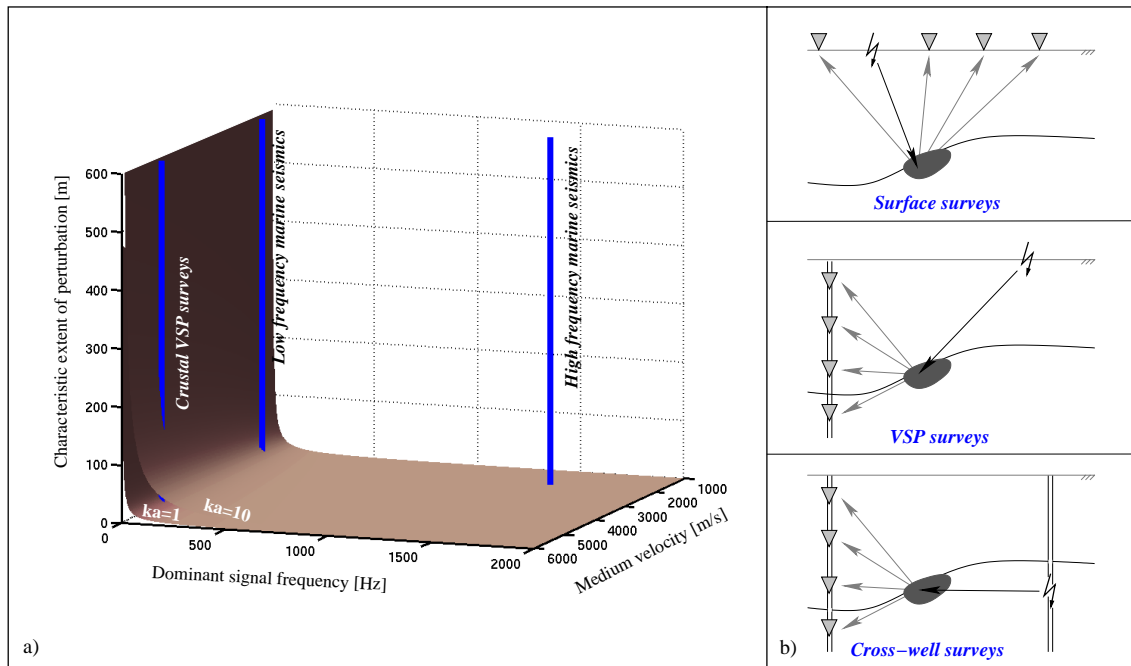 600
500
400
300
200
100
0
Characteristic extent of perturbation [m]
Crustal VSP surveys
Low frequency marine seismics
High frequency marine seismics
ka=1
ka=10
0
500
1000
1500
2000
Dominant signal frequency [Hz]
6000
5000
4000
3000
2000
1000
Medium velocity [m/s]
a)
Surface surveys
VSP surveys
Cross-well surveys
b)